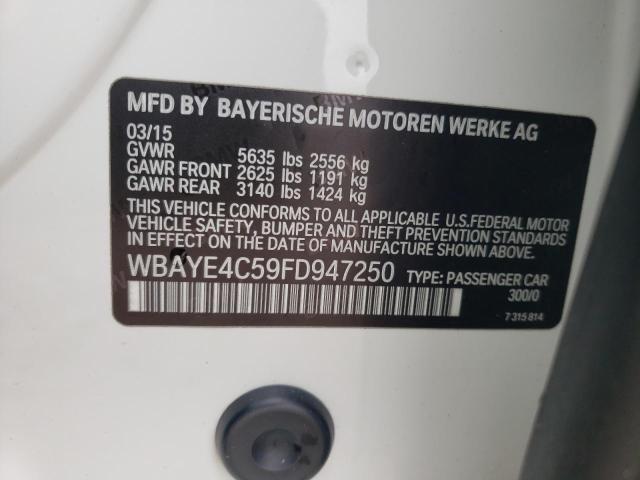 MFD BY BAYERISCHE MOTOREN WERKE AG
03/15
GVWR 5635 lbs 2556 kg
GAWR FRONT 2625 lbs 1191 kg
GAWR REAR 3140 lbs 1424 kg
THIS VEHICLE CONFORMS TO ALL APPLICABLE U.S.FEDERAL MOTOR
VEHICLE SAFETY, BUMPER AND THEFT PREVENTION STANDARDS
IN EFFECT ON THE DATE OF MANUFACTURE SHOWN ABOVE.
WBAYE4C59FD947250 TYPE: PASSENGER CAR
300/0
7 315 814